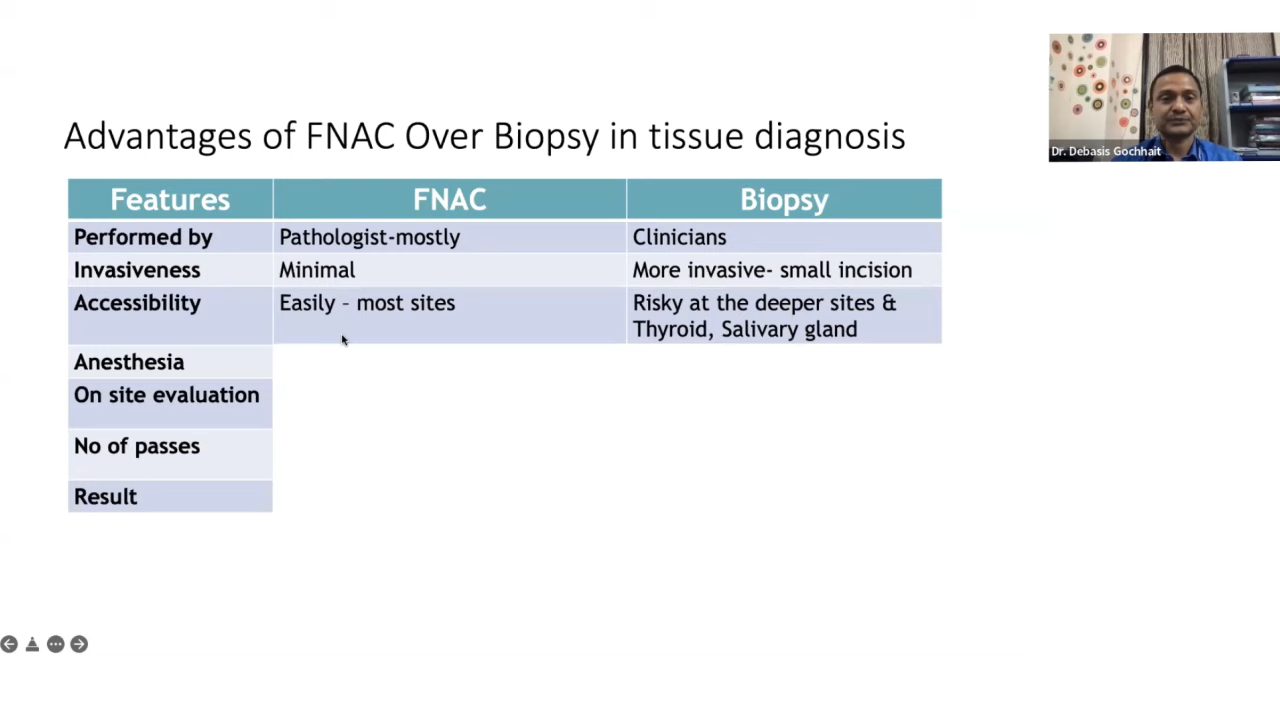 Advantages of FNAC Over Biopsy in tissue diagnosis
Dr. Debasis Gochhait
Features FNAC Biopsy
Performed by Pathologist-mostly Clinicians
Invasiveness Minimal More invasive- small incision
Accessibility Easily – most sites Risky at the deeper sites &
Thyroid, Salivary gland
Anesthesia
On site evaluation
No of passes
Result